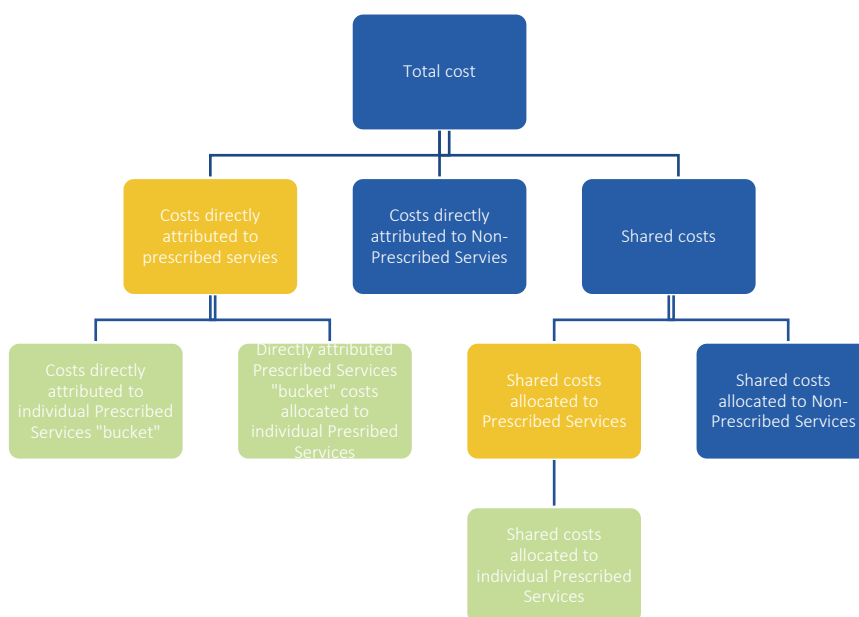 Total cost
Costs directly
attributed to
prescribed servies
Costs directly
attributed to Non-
Prescribed Servies
Shared costs
Costs directly
attributed to
individual Prescribed
Services "bucket"
Directly attributed
Prescribed Services
"bucket" costs
allocated to
individual Presribed
Services
Shared costs
allocated to
Prescribed Services
Shared costs
allocated to Non-
Prescribed Services
Shared costs
allocated to
individual Prescribed
Services